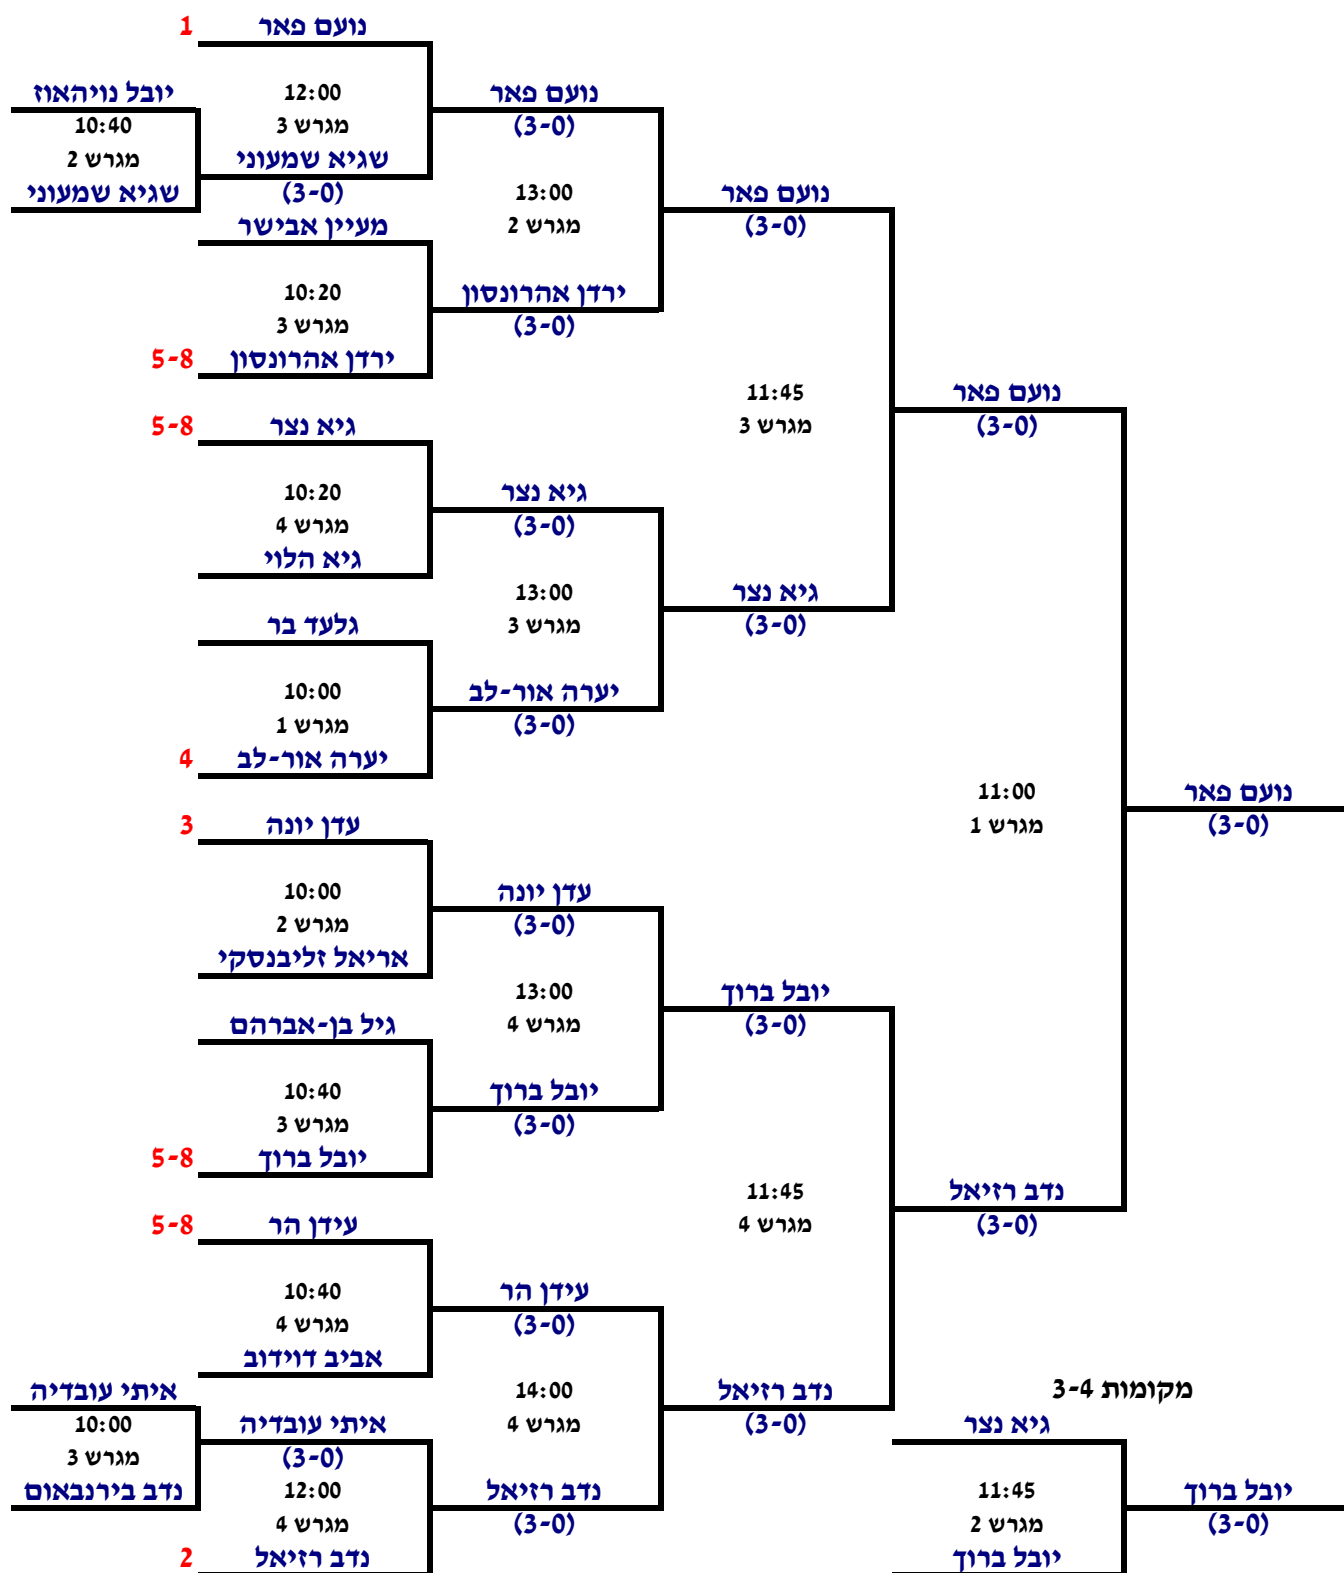 1 נועם פאר
יובל נויהאוז 12:00 נועם פאר
10:40 מגרש 3 (3-0)
מגרש 2 שגיא שמעוני
שגיא שמעוני (3-0) 13:00 נועם פאר
מעיין אבישר מגרש 2 (3-0)
10:20 ירדן אהרונסון
מגרש 3 (3-0)
5-8 ירדן אהרונסון
11:45 נועם פאר
5-8 גיא נצר מגרש 3 (3-0)
10:20 גיא נצר
מגרש 4 (3-0)
גיא הלוי
13:00 גיא נצר
גלעד בר מגרש 3 (3-0)
10:00 יערה אור-לב
מגרש 1 (3-0)
4 יערה אור-לב
11:00 נועם פאר
3 עדן יונה מגרש 1 (3-0)
10:00 עדן יונה
מגרש 2 (3-0)
אריאל זליבנסקי
13:00 יובל ברוך
גיל בן-אברהם מגרש 4 (3-0)
10:40 יובל ברוך
מגרש 3 (3-0)
5-8 יובל ברוך
11:45 נדב רזיאל
5-8 עידן הר מגרש 4 (3-0)
10:40 עידן הר
מגרש 4 (3-0)
אביב דוידוב
איתי עובדיה 14:00 נדב רזיאל מקומות 3-4
10:00 איתי עובדיה מגרש 4 (3-0) גיא נצר
מגרש 3 (3-0)
נדב בירנבאום 12:00 נדב רזיאל 11:45 יובל ברוך
מגרש 4 (3-0) מגרש 2 (3-0)
2 נדב רזיאל יובל ברוך